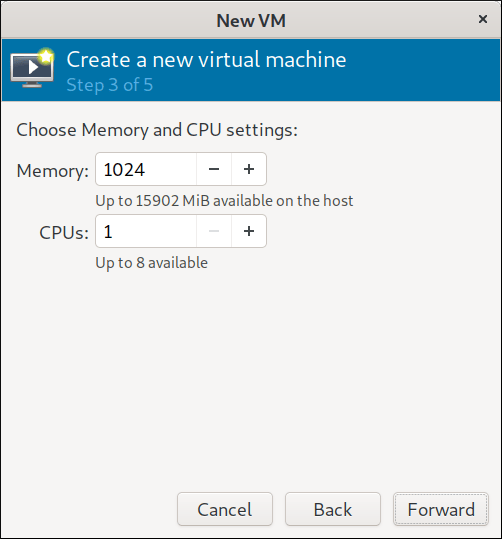 New VM
Create a new virtual machine
Step 3 of 5
Choose Memory and CPU settings:
Memory: 1024 − +
Up to 15902 MiB available on the host
CPUs: 1 − +
Up to 8 available
Cancel Back Forward